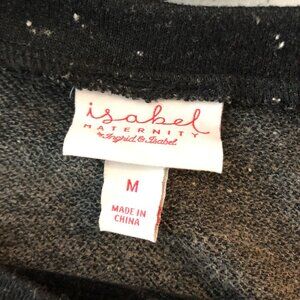 isabel
MATERNITY
by Ingrid & Isabel
M
MADE IN
CHINA